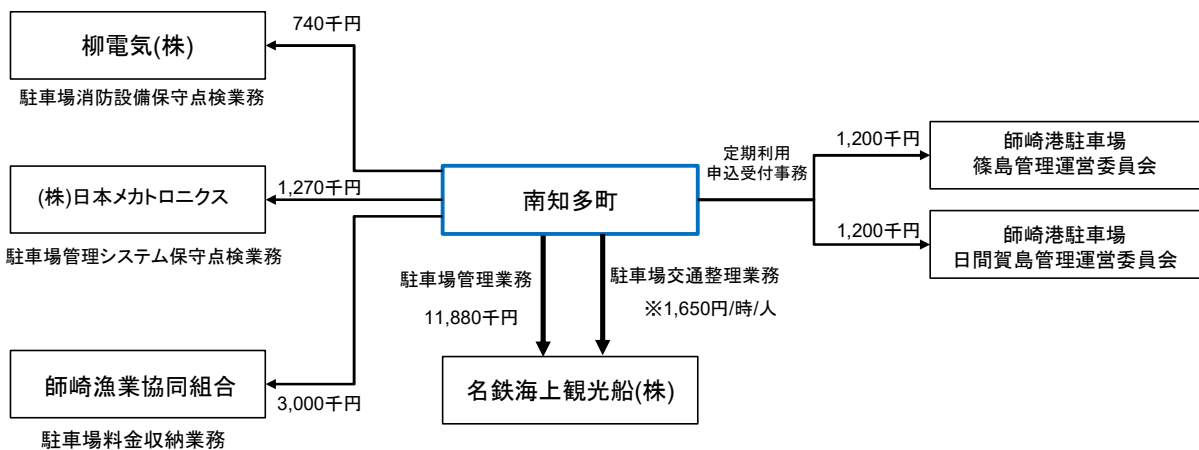 740千円
柳電気(株)
駐車場消防設備保守点検業務
(株)日本メカトロニクス
1,270千円
駐車場管理システム保守点検業務
師崎漁業協同組合
3,000千円
駐車場料金収納業務
南知多町
駐車場管理業務
11,880千円
駐車場交通整理業務
※1,650円/時/人
名鉄海上観光船(株)
定期利用
申込受付事務
1,200千円
師崎港駐車場
篠島管理運営委員会
1,200千円
師崎港駐車場
日間賀島管理運営委員会